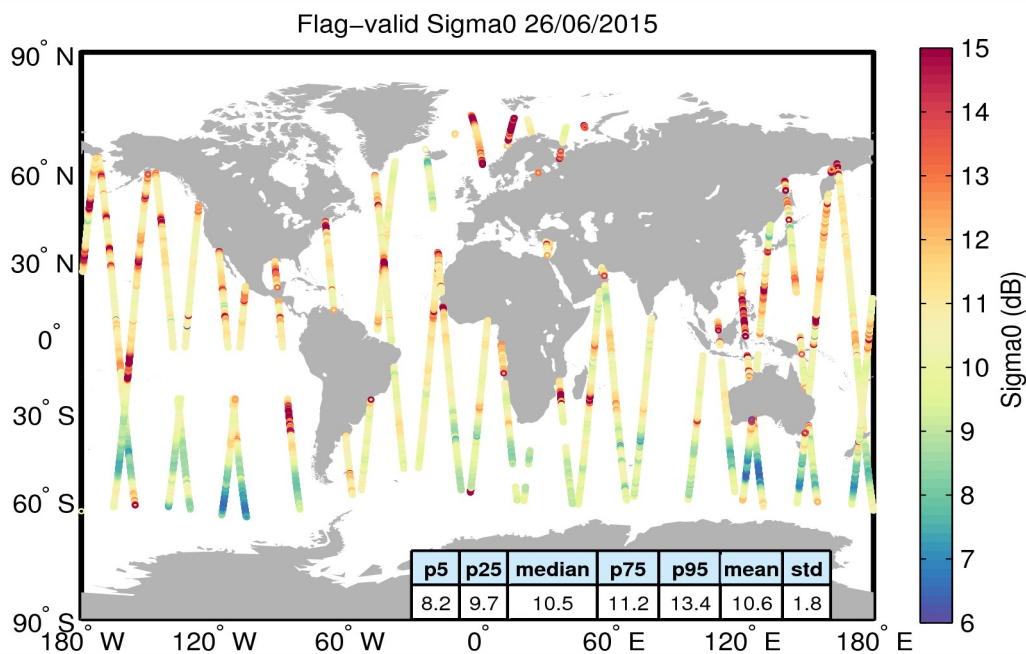 Flag−valid Sigma0 26/06/2015
90° N
60° N
30° N
0°
30° S
60° S
90° S
180° W
120° W
60° W
0°
60° E
120° E
180° E
p5 p25 median p75 p95 mean std
8.2 9.7 10.5 11.2 13.4 10.6 1.8
15
14
13
12
11
10
9
8
7
6
Sigma0 (dB)